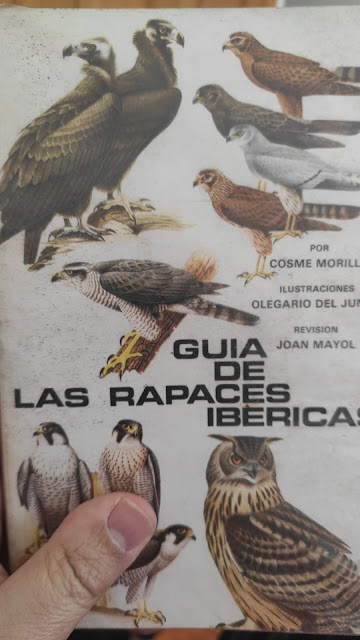 POR
COSME MORILL
ILUSTRACIONES
OLEGARIO DEL JUN
REVISION
JOAN MAYOL
GUIA
DE
LAS RAPACES
IBERICAS